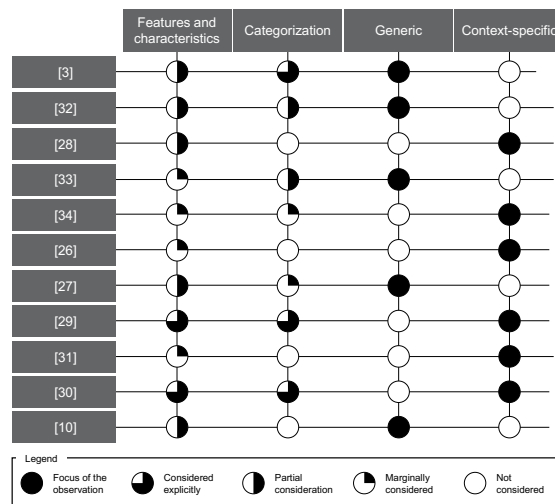 Features and
characteristics
Categorization
Generic
Context-specific
[3]
[32]
[28]
[33]
[34]
[26]
[27]
[29]
[31]
[30]
[10]
Legend
Focus of the
observation
Considered
explicitly
Partial
consideration
Marginally
considered
Not
considered